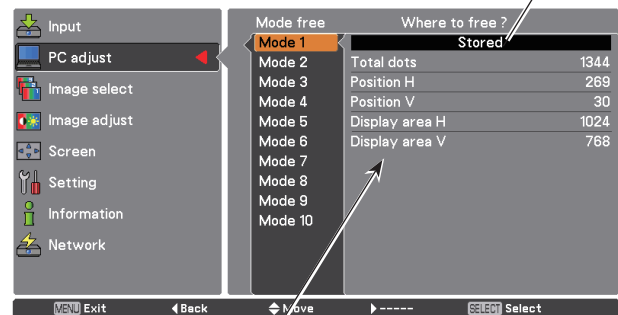 Input
PC adjust
Image select
Image adjust
Screen
Setting
Information
Network
Mode free
Mode 1
Mode 2
Mode 3
Mode 4
Mode 5
Mode 6
Mode 7
Mode 8
Mode 9
Mode 10
Where to free ?
Stored
Total dots 1344
Position H 269
Position V 30
Display area H 1024
Display area V 768
MENU Exit Back Move ----- SELECT Select